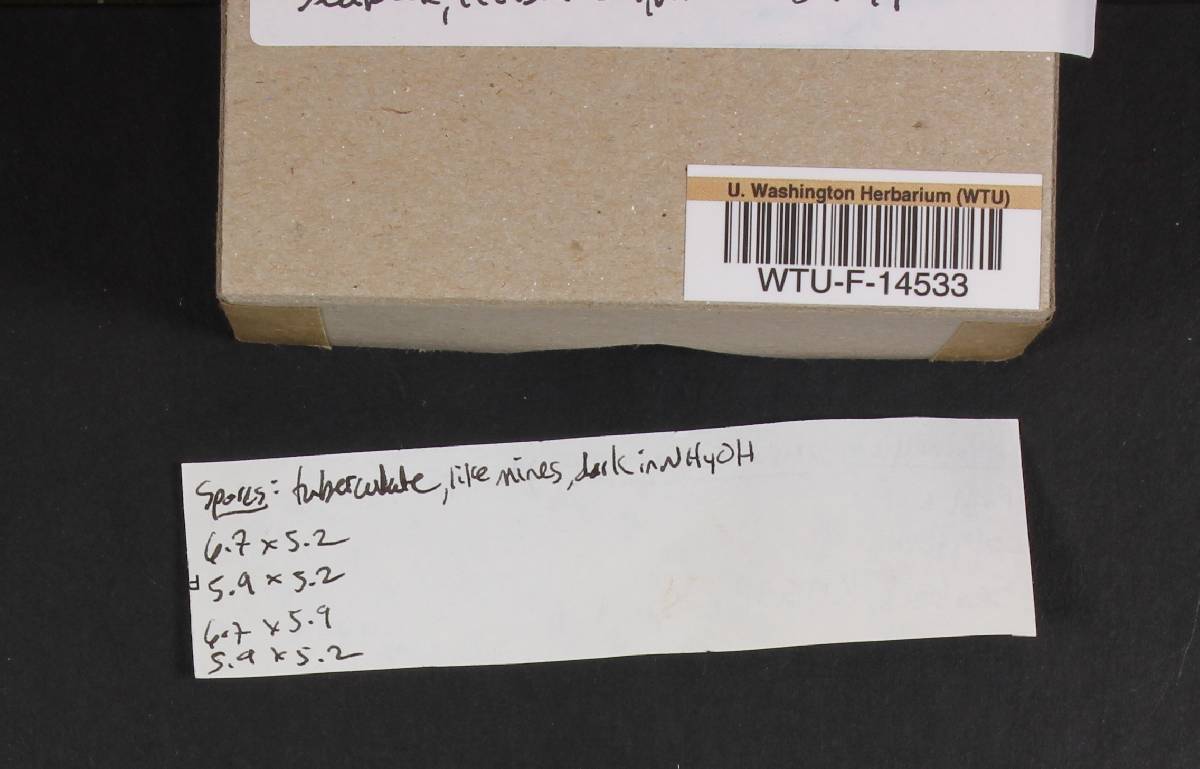 U. Washington Herbarium (WTU)
WTU-F-14533
Spores: tuberculate, like mines, dark in NH4OH
6.7 x 5.2
5.9 x 5.2
6.7 x 5.9
5.9 x 5.2